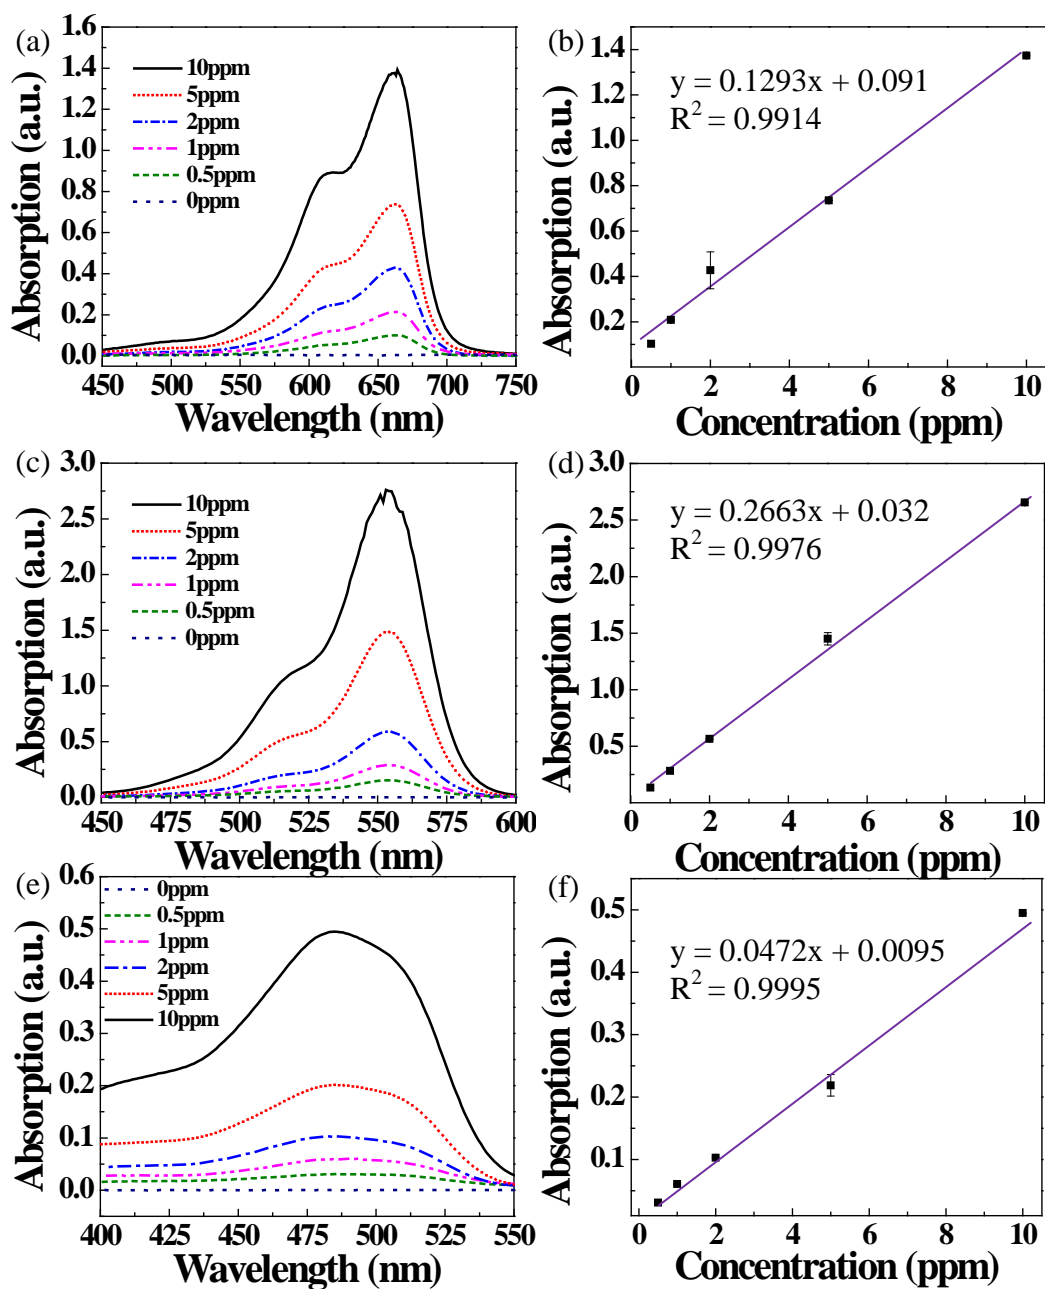 (a)
1.6
1.4
1.2
1.0
0.8
0.6
0.4
0.2
0.0
Absorption (a.u.)
10ppm
5ppm
2ppm
1ppm
0.5ppm
0ppm
450 500 550 600 650 700 750
Wavelength (nm)
(b)
1.4
1.2
1.0
0.8
0.6
0.4
0.2
Absorption (a.u.)
y = 0.1293x + 0.091
R² = 0.9914
0 2 4 6 8 10
Concentration (ppm)
(c)
3.0
2.5
2.0
1.5
1.0
0.5
0.0
Absorption (a.u.)
10ppm
5ppm
2ppm
1ppm
0.5ppm
0ppm
450 475 500 525 550 575 600
Wavelength (nm)
(d)
3.0
2.5
2.0
1.5
1.0
0.5
Absorption (a.u.)
y = 0.2663x + 0.032
R² = 0.9976
0 2 4 6 8 10
Concentration (ppm)
(e)
0.6
0.5
0.4
0.3
0.2
0.1
0.0
Absorption (a.u.)
0ppm
0.5ppm
1ppm
2ppm
5ppm
10ppm
400 425 450 475 500 525 550
Wavelength (nm)
(f)
0.5
0.4
0.3
0.2
0.1
Absorption (a.u.)
y = 0.0472x + 0.0095
R² = 0.9995
0 2 4 6 8 10
Concentration (ppm)